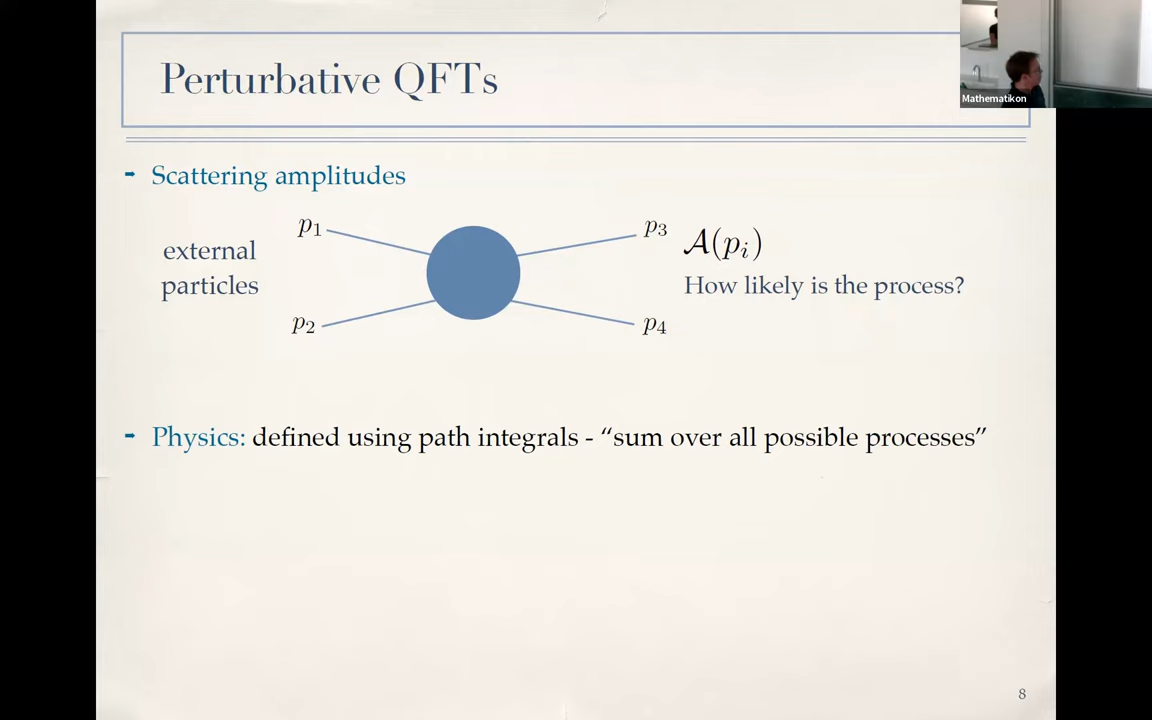 Perturbative QFTs
Mathematikon
➡ Scattering amplitudes
p₁
p₃
𝒜(pᵢ)
external
particles
How likely is the process?
p₂
p₄
➡ Physics: defined using path integrals - “sum over all possible processes”
8